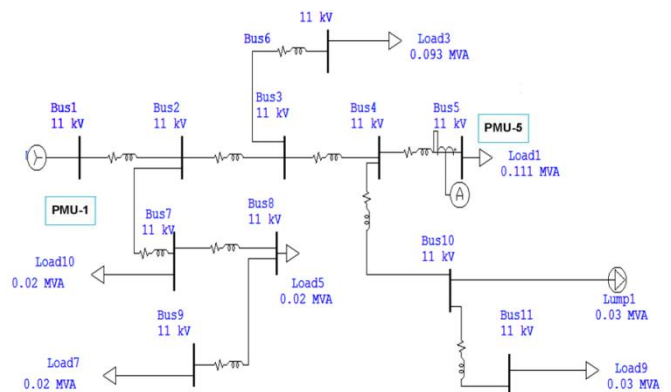 11 kV
Bus6
Load3
0.093 MVA
Bus1
11 kV
Bus2
11 kV
Bus3
11 kV
Bus4
11 kV
Bus5
11 kV
PMU-5
Load1
0.111 MVA
A
PMU-1
Bus7
11 kV
Bus8
11 kV
Load10
0.02 MVA
Load5
0.02 MVA
Bus10
11 kV
Lump1
0.03 MVA
Bus9
11 kV
Bus11
11 kV
Load7
0.02 MVA
Load9
0.03 MVA